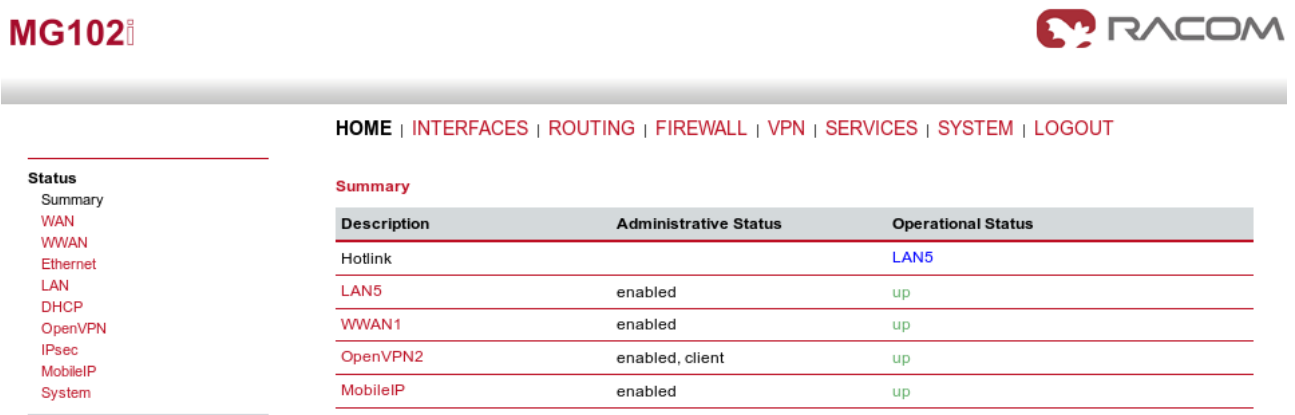 MG102i
RACOM
HOME | INTERFACES | ROUTING | FIREWALL | VPN | SERVICES | SYSTEM | LOGOUT
Status
Summary
WAN
WWAN
Ethernet
LAN
DHCP
OpenVPN
IPsec
MobileIP
System
Summary
Description Administrative Status Operational Status
Hotlink LAN5
LAN5 enabled up
WWAN1 enabled up
OpenVPN2 enabled, client up
MobileIP enabled up